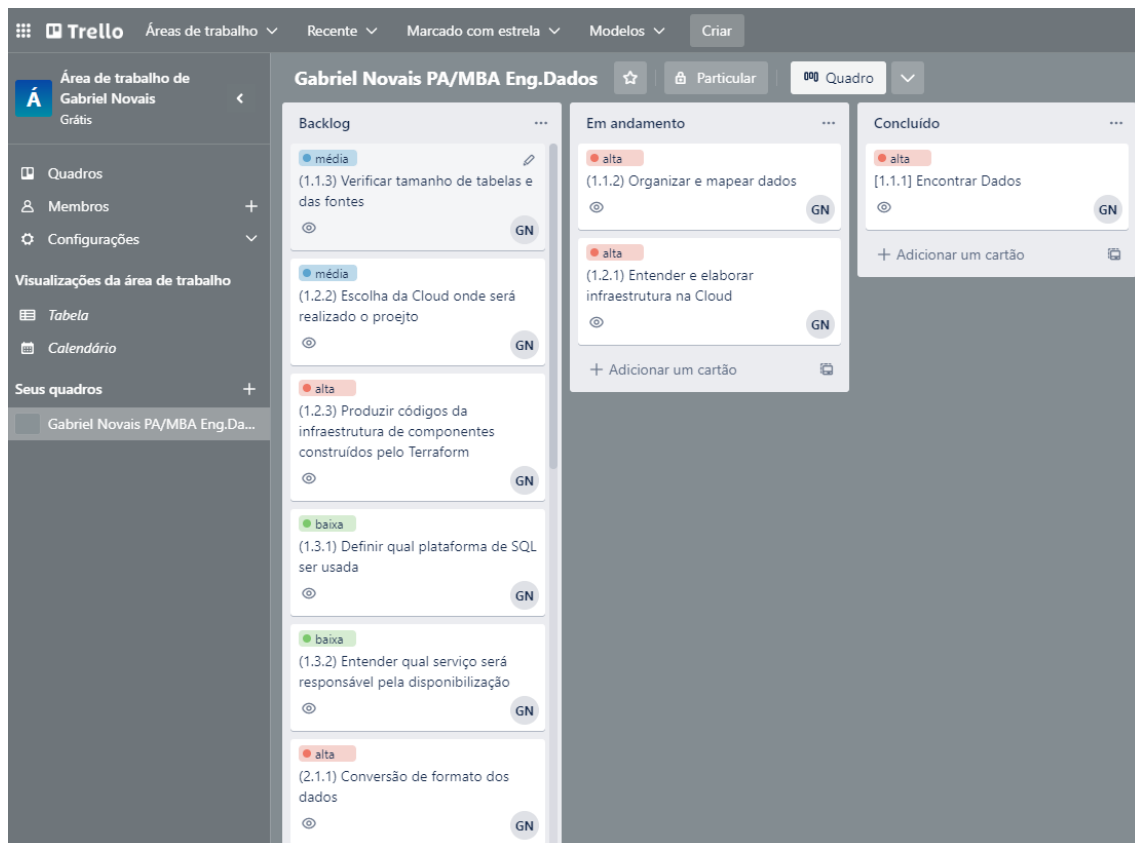 Trello
Áreas de trabalho
Recente
Marcado com estrela
Modelos
Criar
Á
Área de trabalho de
Gabriel Novais
Grátis
Quadros
Membros
Configurações
Visualizações da área de trabalho
Tabela
Calendário
Seus quadros
Gabriel Novais PA/MBA Eng.Da...
Gabriel Novais PA/MBA Eng.Dados
Particular
Quadro
Backlog
média
(1.1.3) Verificar tamanho de tabelas e
das fontes
GN
média
(1.2.2) Escolha da Cloud onde será
realizado o proejto
GN
alta
(1.2.3) Produzir códigos da
infraestrutura de componentes
construídos pelo Terraform
GN
baixa
(1.3.1) Definir qual plataforma de SQL
ser usada
GN
baixa
(1.3.2) Entender qual serviço será
responsável pela disponibilização
GN
alta
(2.1.1) Conversão de formato dos
dados
GN
Em andamento
alta
(1.1.2) Organizar e mapear dados
GN
alta
(1.2.1) Entender e elaborar
infraestrutura na Cloud
GN
+ Adicionar um cartão
Concluído
alta
[1.1.1] Encontrar Dados
GN
+ Adicionar um cartão